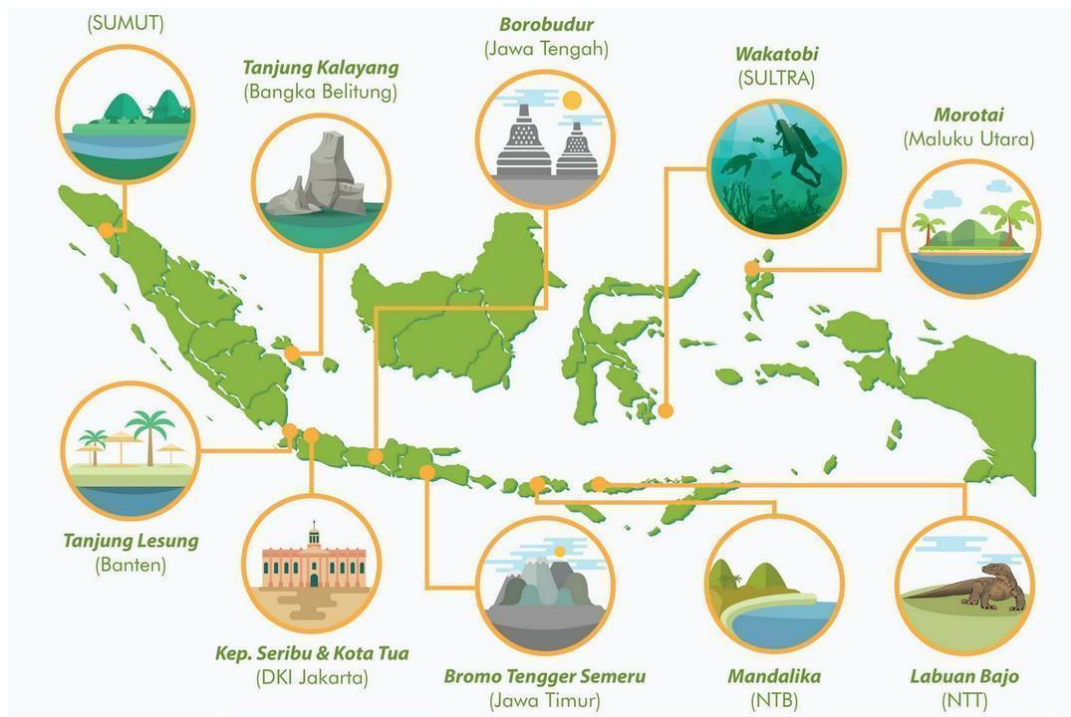 (SUMUT)
Tanjung Kalayang
(Bangka Belitung)
Borobudur
(Jawa Tengah)
Wakatobi
(SULTRA)
Morotai
(Maluku Utara)
Tanjung Lesung
(Banten)
Kep. Seribu & Kota Tua
(DKI Jakarta)
Bromo Tengger Semeru
(Jawa Timur)
Mandalika
(NTB)
Labuan Bajo
(NTT)